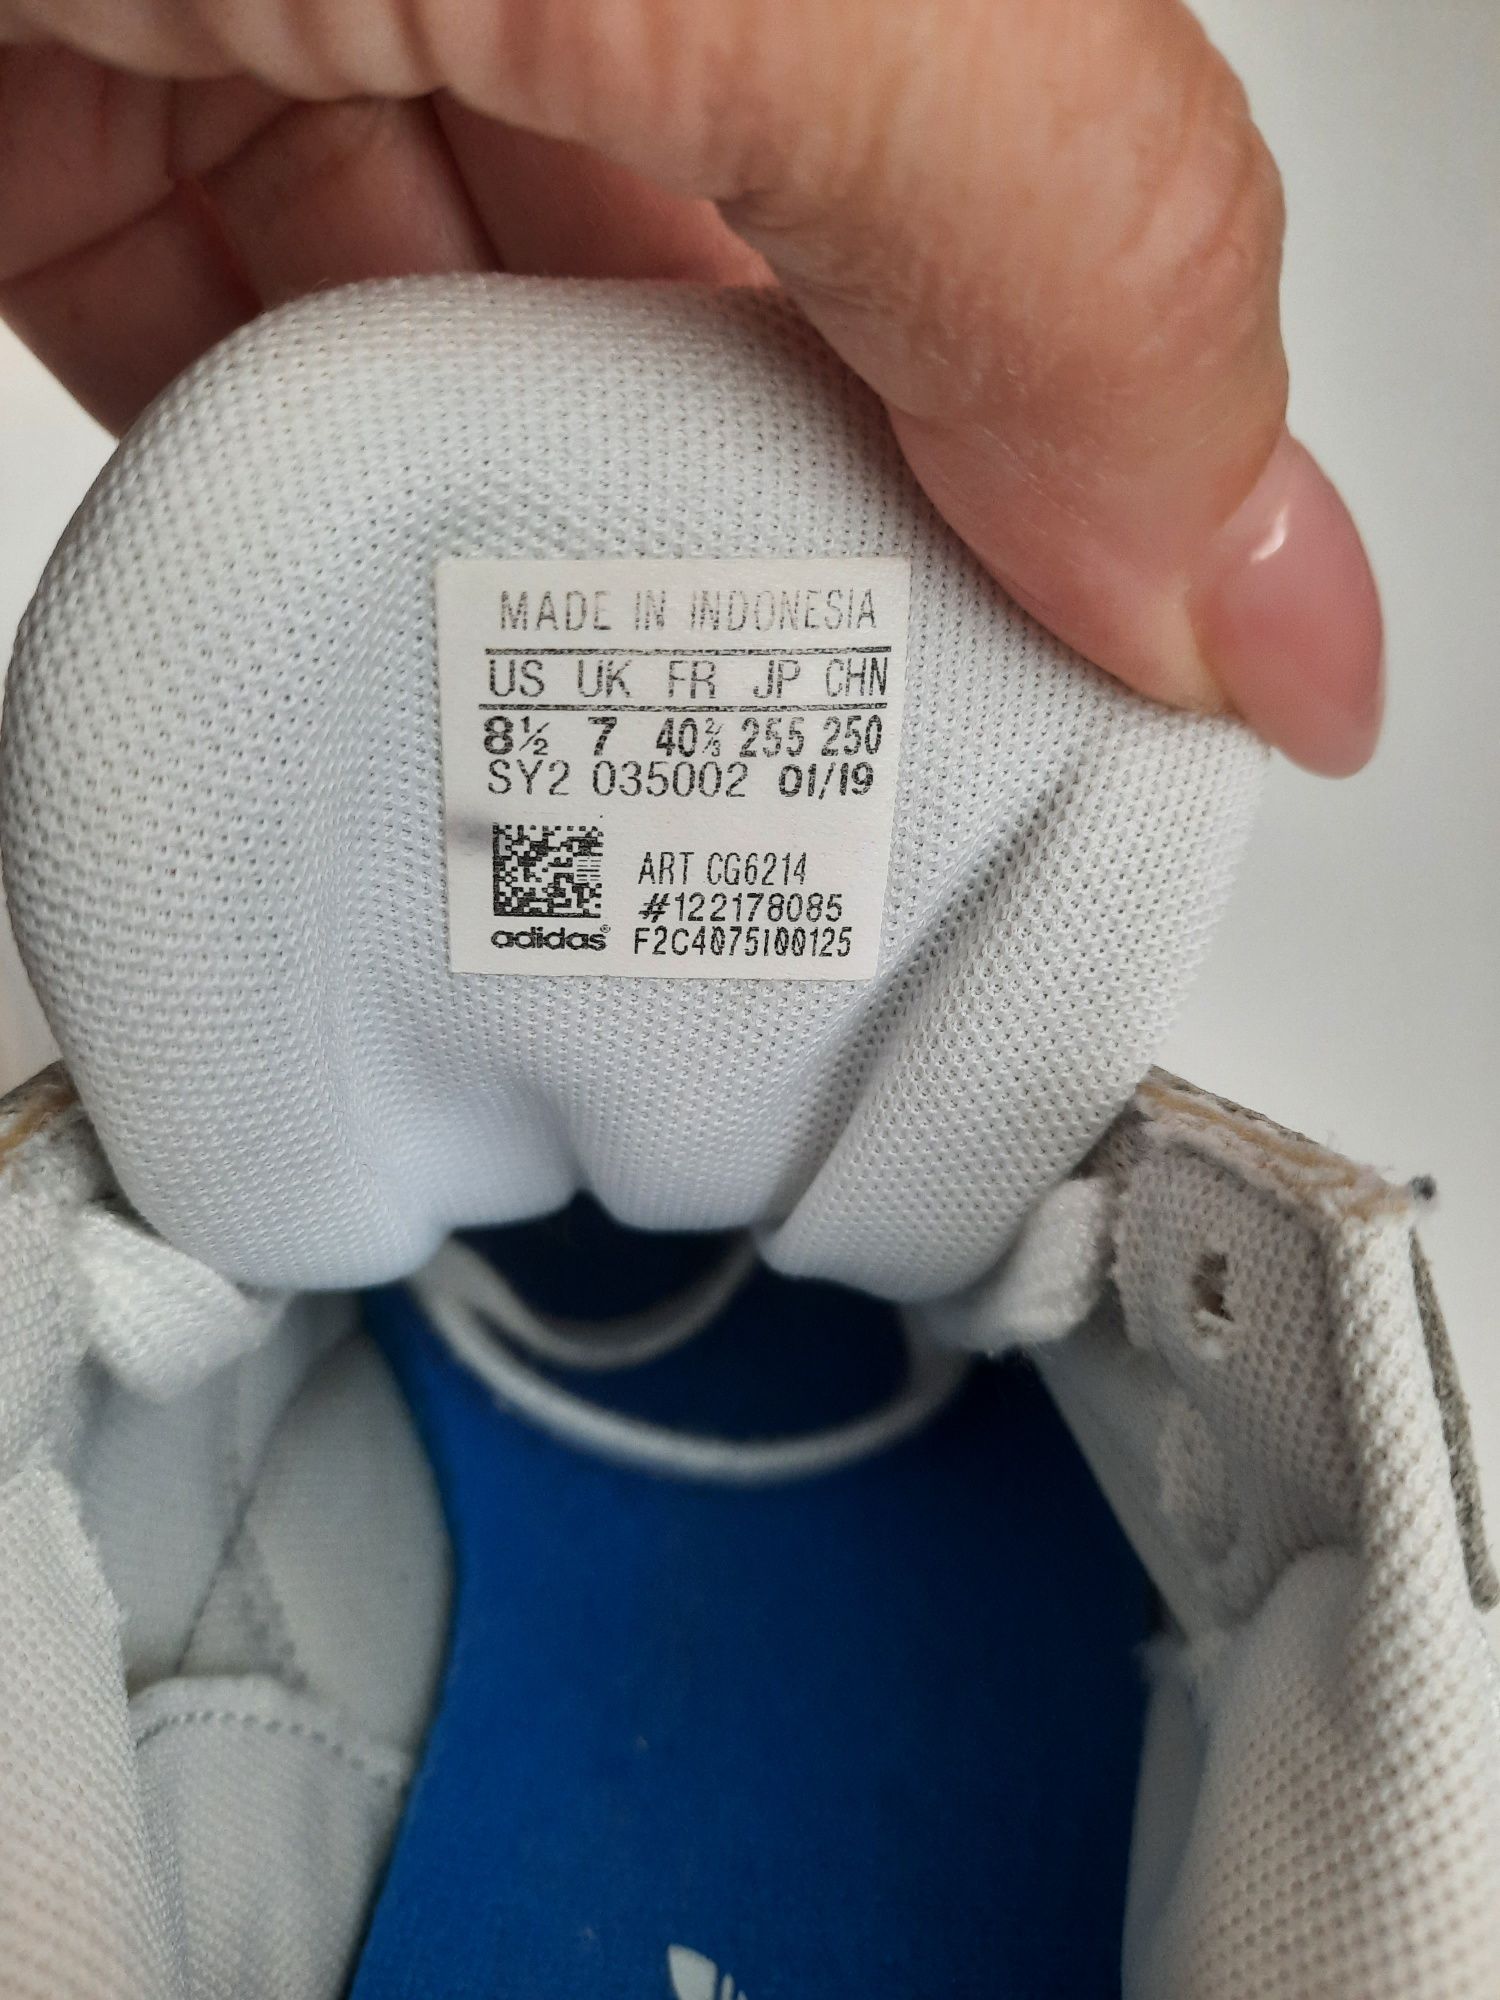 MADE IN INDONESIA
US UK FR JP CHN
8½ 7 40⅔ 255 250
SY2 035002 01/19
ART CG6214
#122178085
adidas® F2C4075I00125